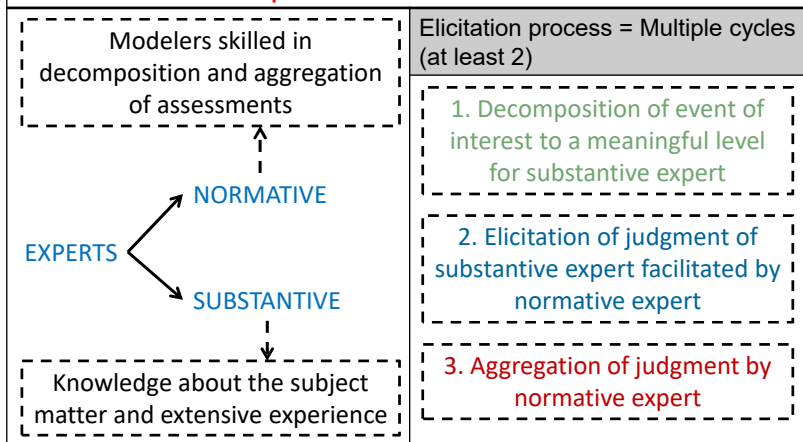 Modelers skilled in
decomposition and aggregation
of assessments
NORMATIVE
EXPERTS
SUBSTANTIVE
Knowledge about the subject
matter and extensive experience
Elicitation process = Multiple cycles
(at least 2)
1. Decomposition of event of
interest to a meaningful level
for substantive expert
2. Elicitation of judgment of
substantive expert facilitated by
normative expert
3. Aggregation of judgment by
normative expert